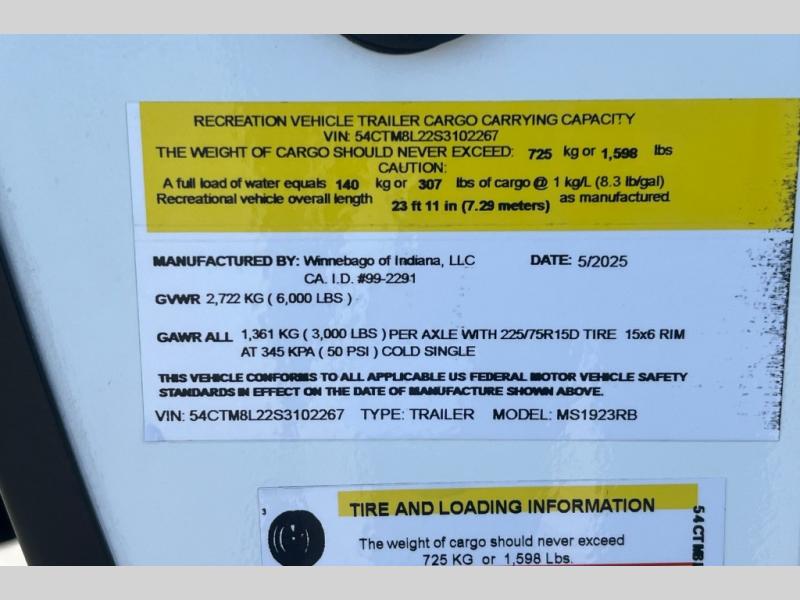 RECREATION VEHICLE TRAILER CARGO CARRYING CAPACITY
VIN: 54CTM8L22S3102267
THE WEIGHT OF CARGO SHOULD NEVER EXCEED: 725 kg or 1,598 lbs
CAUTION:
A full load of water equals 140 kg or 307 lbs of cargo @ 1 kg/L (8.3 lb/gal)
Recreational vehicle overall length 23 ft 11 in (7.29 meters) as manufactured
MANUFACTURED BY: Winnebago of Indiana, LLC DATE: 5/2025
CA. I.D. #99-2291
GVWR 2,722 KG ( 6,000 LBS )
GAWR ALL 1,361 KG ( 3,000 LBS ) PER AXLE WITH 225/75R15D TIRE 15x6 RIM
AT 345 KPA ( 50 PSI ) COLD SINGLE
THIS VEHICLE CONFORMS TO ALL APPLICABLE US FEDERAL MOTOR VEHICLE SAFETY
STANDARDS IN EFFECT ON THE DATE OF MANUFACTURE SHOWN ABOVE.
VIN: 54CTM8L22S3102267 TYPE: TRAILER MODEL: MS1923RB
3
TIRE AND LOADING INFORMATION
The weight of cargo should never exceed
725 KG or 1,598 Lbs.